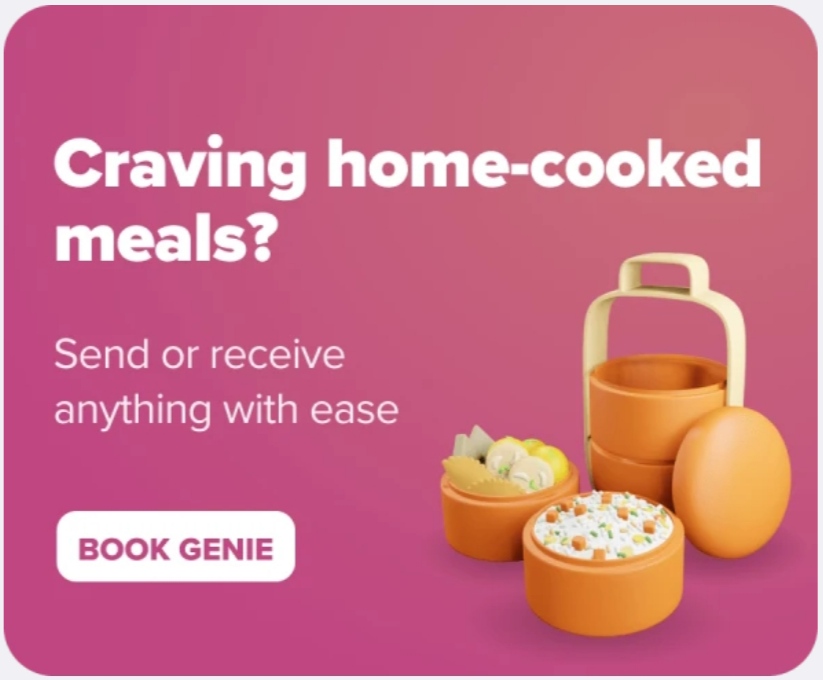 Craving home-cooked
meals?
Send or receive
anything with ease
BOOK GENIE